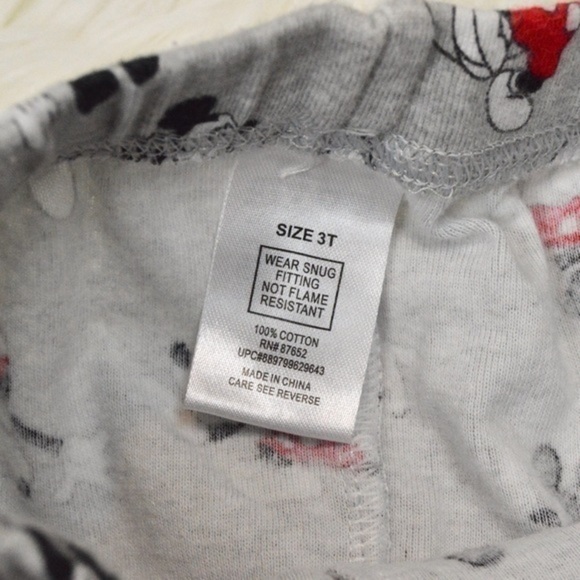 SIZE 3T
WEAR SNUG
FITTING
NOT FLAME
RESISTANT
100% COTTON
RN# 87652
UPC#889799629643
MADE IN CHINA
CARE SEE REVERSE